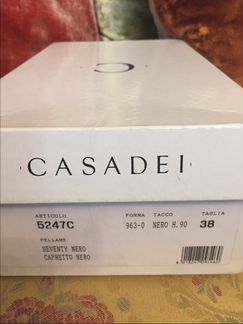 CASADEI
ARTICOLO FORMA TACCO TAGLIA
5247C 963-0 NERO H.90 38
PELLAME
SEVENTY NERO
CAPRETTO NERO